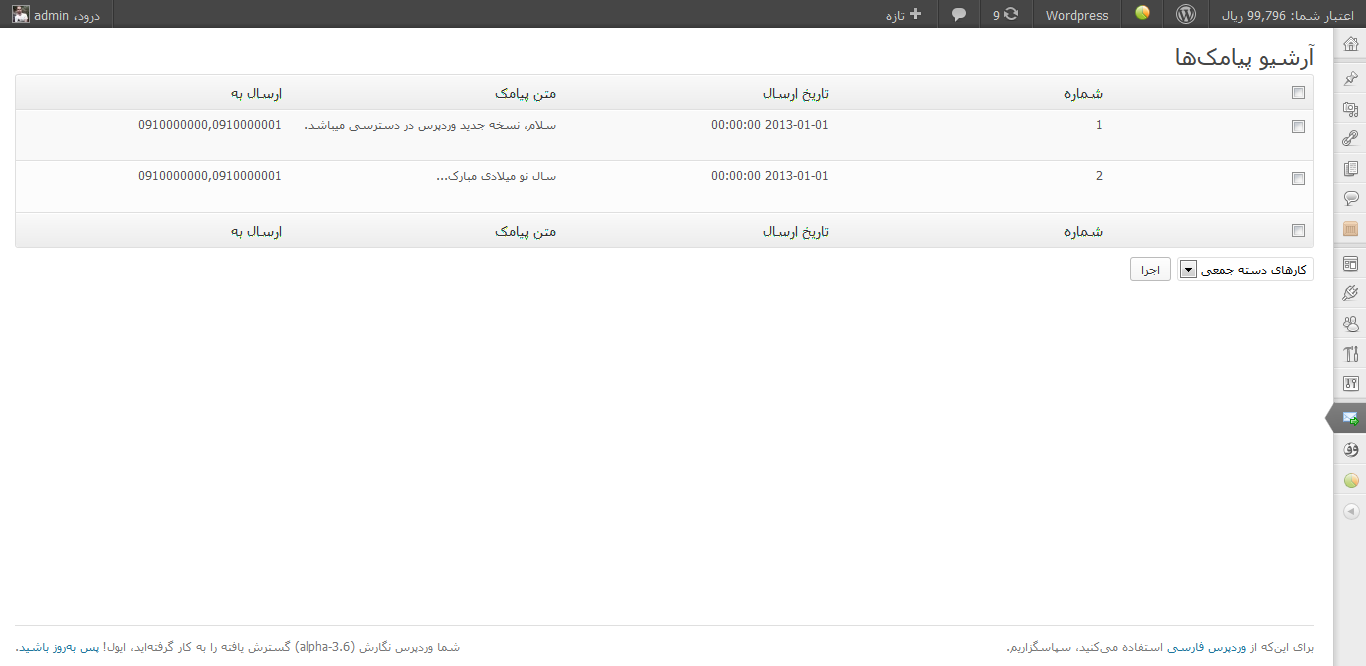 اعتبار شما: 99,796 ریال
Wordpress
9
تازه
درود، admin
آرشیو پیامک‌ها
شماره تاریخ ارسال متن پیامک ارسال به
1 2013-01-01 00:00:00 سلام، نسخه جدید وردپرس در دسترسی میباشد. 0910000000,0910000001
2 2013-01-01 00:00:00 سال نو میلادی مبارک... 0910000000,0910000001
شماره تاریخ ارسال متن پیامک ارسال به
کارهای دسته جمعی اجرا
برای این‌که از وردپرس فارسی استفاده می‌کنید، سپاسگزاریم.
شما وردپرس نگارش (3.6-alpha) گسترش یافته را به کار گرفته‌اید، ایول! پس به‌روز باشید.